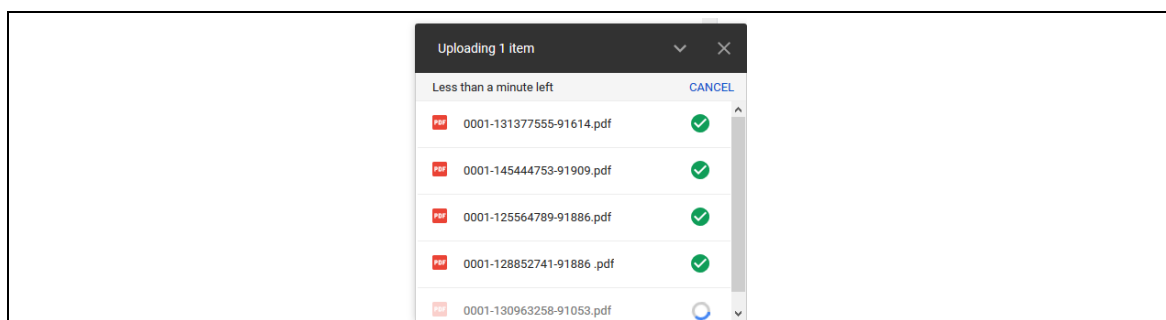 Uploading 1 item
Less than a minute left CANCEL
PDF 0001-131377555-91614.pdf
PDF 0001-145444753-91909.pdf
PDF 0001-125564789-91886.pdf
PDF 0001-128852741-91886 .pdf
PDF 0001-130963258-91053.pdf